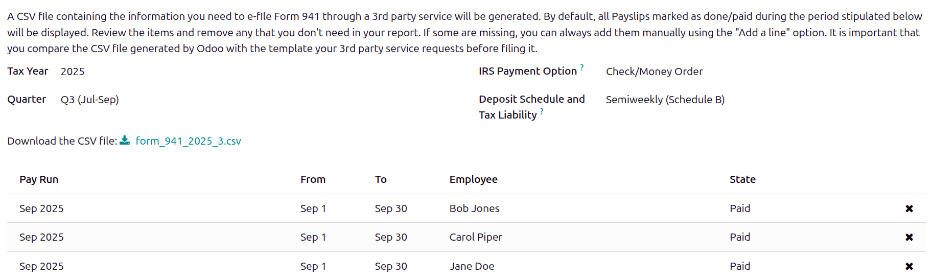 A CSV file containing the information you need to e-file Form 941 through a 3rd party service will be generated. By default, all Payslips marked as done/paid during the period stipulated below
will be displayed. Review the items and remove any that you don't need in your report. If some are missing, you can always add them manually using the "Add a line" option. It is important that
you compare the CSV file generated by Odoo with the template your 3rd party service requests before filing it.
Tax Year 2025 IRS Payment Option ? Check/Money Order
Quarter Q3 (Jul-Sep) Deposit Schedule and Semiweekly (Schedule B)
Tax Liability ?
Download the CSV file: form_941_2025_3.csv
Pay Run From To Employee State
Sep 2025 Sep 1 Sep 30 Bob Jones Paid
Sep 2025 Sep 1 Sep 30 Carol Piper Paid
Sep 2025 Sep 1 Sep 30 Jane Doe Paid